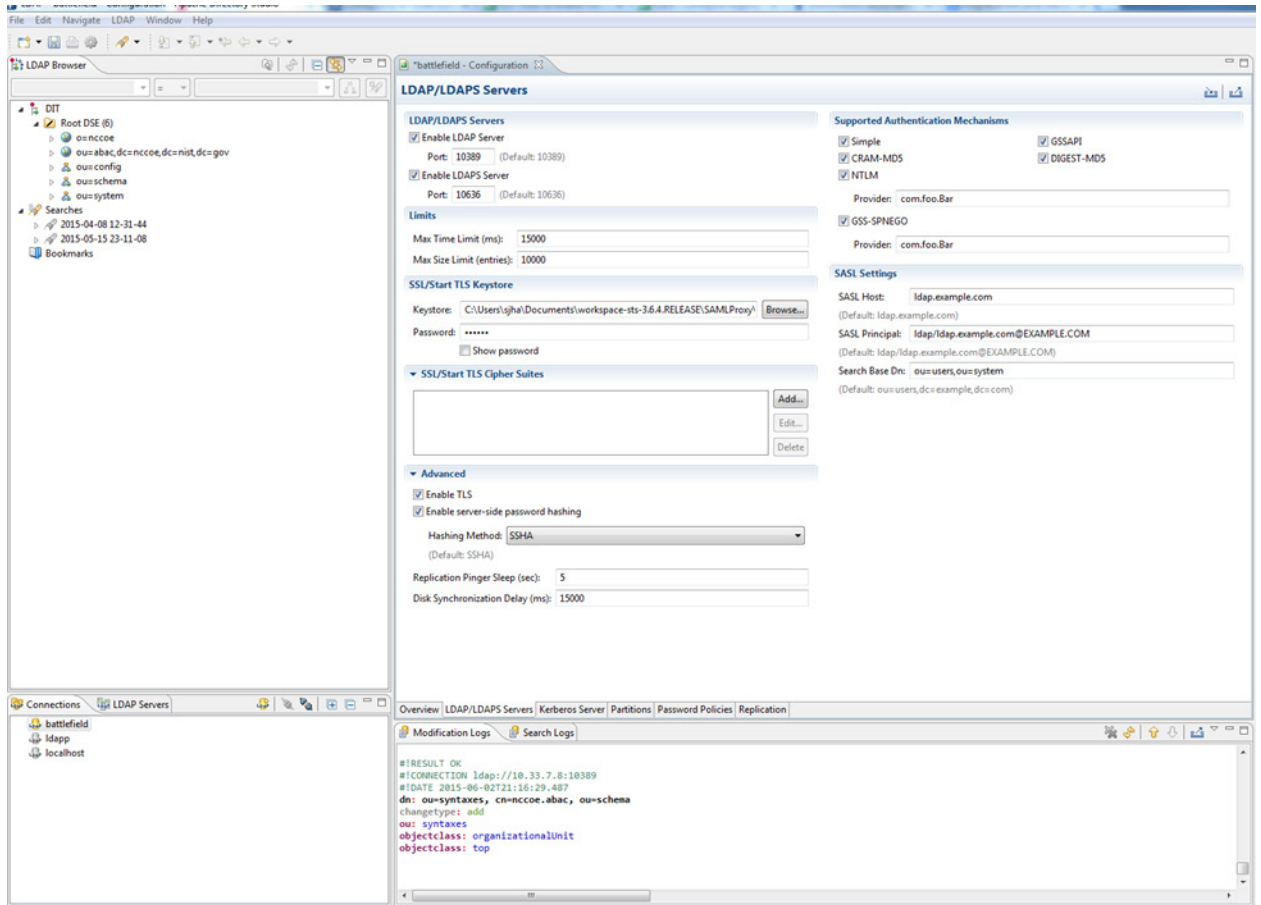 File Edit Navigate LDAP Window Help
LDAP Browser
=
DIT
Root DSE (6)
o=nccoe
ou=abac,dc=nccoe,dc=nist,dc=gov
ou=config
ou=schema
ou=system
Searches
2015-04-08 12-31-44
2015-05-15 23-11-08
Bookmarks
*battlefield - Configuration
LDAP/LDAPS Servers
LDAP/LDAPS Servers
Enable LDAP Server
Port: 10389 (Default: 10389)
Enable LDAPS Server
Port: 10636 (Default: 10636)
Limits
Max Time Limit (ms): 15000
Max Size Limit (entries): 10000
SSL/Start TLS Keystore
Keystore: C:\Users\sjha\Documents\workspace-sts-3.6.4.RELEASE\SAMLProxy\ Browse...
Password: ••••••
Show password
SSL/Start TLS Cipher Suites
Add...
Edit...
Delete
Advanced
Enable TLS
Enable server-side password hashing
Hashing Method: SSHA
(Default: SSHA)
Replication Pinger Sleep (sec): 5
Disk Synchronization Delay (ms): 15000
Supported Authentication Mechanisms
Simple GSSAPI
CRAM-MD5 DIGEST-MD5
NTLM
Provider: com.foo.Bar
GSS-SPNEGO
Provider: com.foo.Bar
SASL Settings
SASL Host: ldap.example.com
(Default: ldap.example.com)
SASL Principal: ldap/ldap.example.com@EXAMPLE.COM
(Default: ldap/ldap.example.com@EXAMPLE.COM)
Search Base Dn: ou=users,ou=system
(Default: ou=users,dc=example,dc=com)
Overview LDAP/LDAPS Servers Kerberos Server Partitions Password Policies Replication
Connections LDAP Servers
battlefield
ldapp
localhost
Modification Logs Search Logs
#!RESULT OK
#!CONNECTION ldap://10.33.7.8:10389
#!DATE 2015-06-02T21:16:29.487
dn: ou=syntaxes, cn=nccoe.abac, ou=schema
changetype: add
ou: syntaxes
objectclass: organizationalUnit
objectclass: top